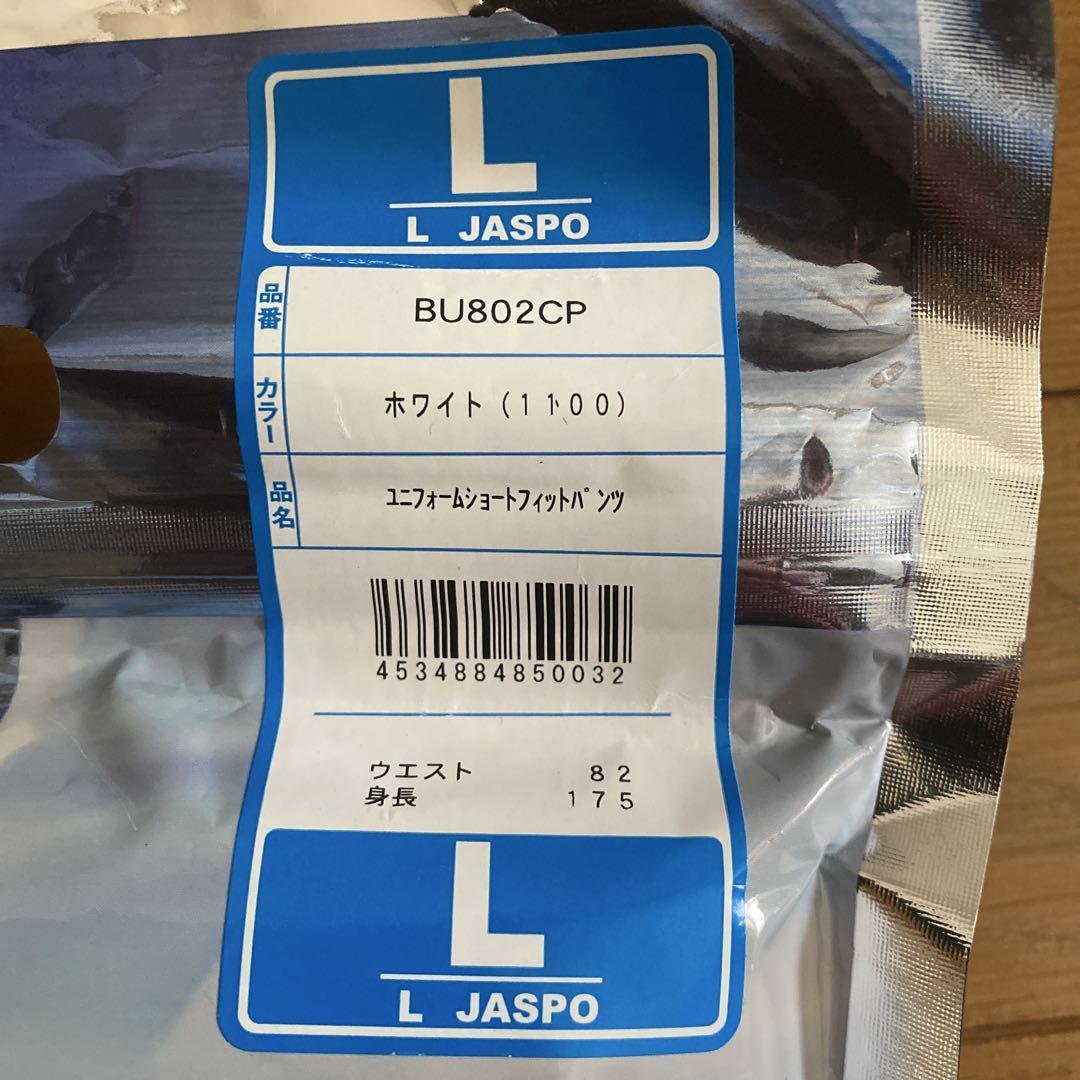 L
L JASPO
品番 BU802CP
カラー ホワイト(1100)
品名 ﾕﾆﾌｫｰﾑｼｮｰﾄﾌｨｯﾄﾊﾟﾝﾂ
4534884850032
ウエスト 82
身長 175
L
L JASPO